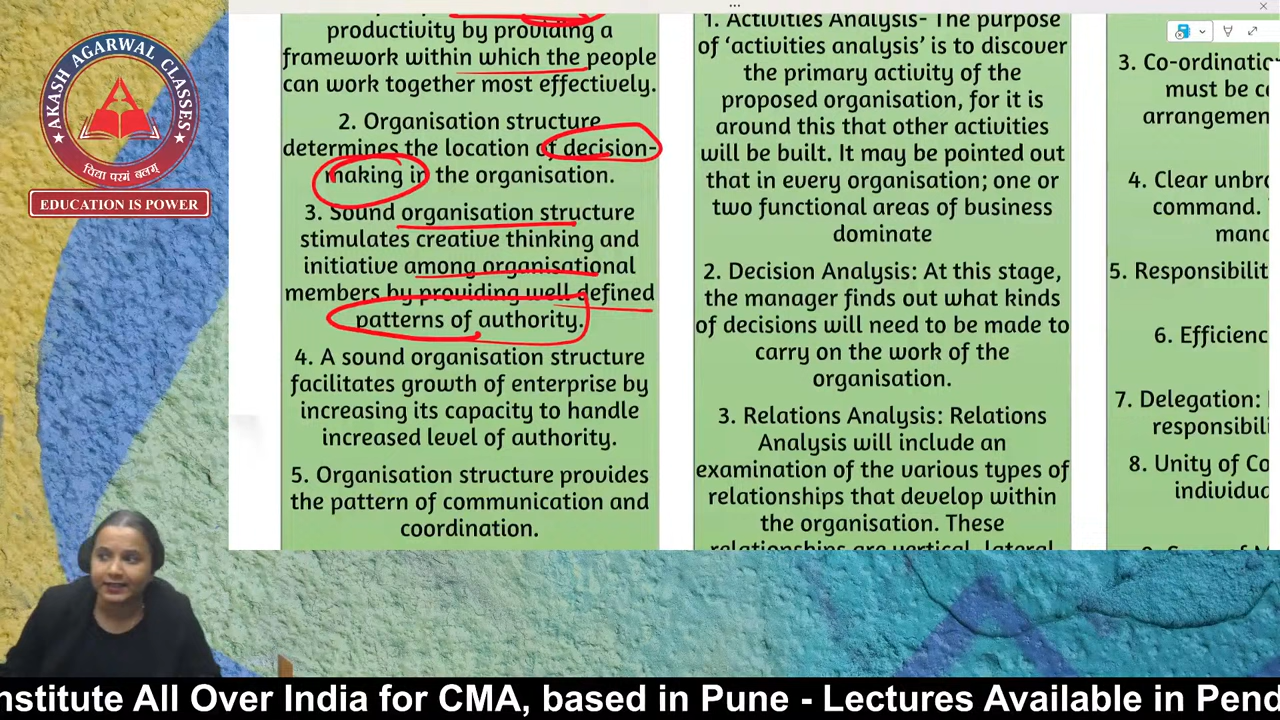 AKASH AGARWAL CLASSES
विद्या परमं बलम्
EDUCATION IS POWER
productivity by providing a
framework within which the people
can work together most effectively.
2. Organisation structure
determines the location of decision-
making in the organisation.
3. Sound organisation structure
stimulates creative thinking and
initiative among organisational
members by providing well defined
patterns of authority.
4. A sound organisation structure
facilitates growth of enterprise by
increasing its capacity to handle
increased level of authority.
5. Organisation structure provides
the pattern of communication and
coordination.
1. Activities Analysis- The purpose
of ‘activities analysis’ is to discover
the primary activity of the
proposed organisation, for it is
around this that other activities
will be built. It may be pointed out
that in every organisation; one or
two functional areas of business
dominate
2. Decision Analysis: At this stage,
the manager finds out what kinds
of decisions will need to be made to
carry on the work of the
organisation.
3. Relations Analysis: Relations
Analysis will include an
examination of the various types of
relationships that develop within
the organisation. These
relationships are vertical, lateral
3. Co-ordination
must be
arrangemen
4. Clear unbr
command.
mana
5. Responsibilit
6. Efficienc
7. Delegation:
responsibili
8. Unity of Co
individua
nstitute All Over India for CMA, based in Pune - Lectures Available in Pend